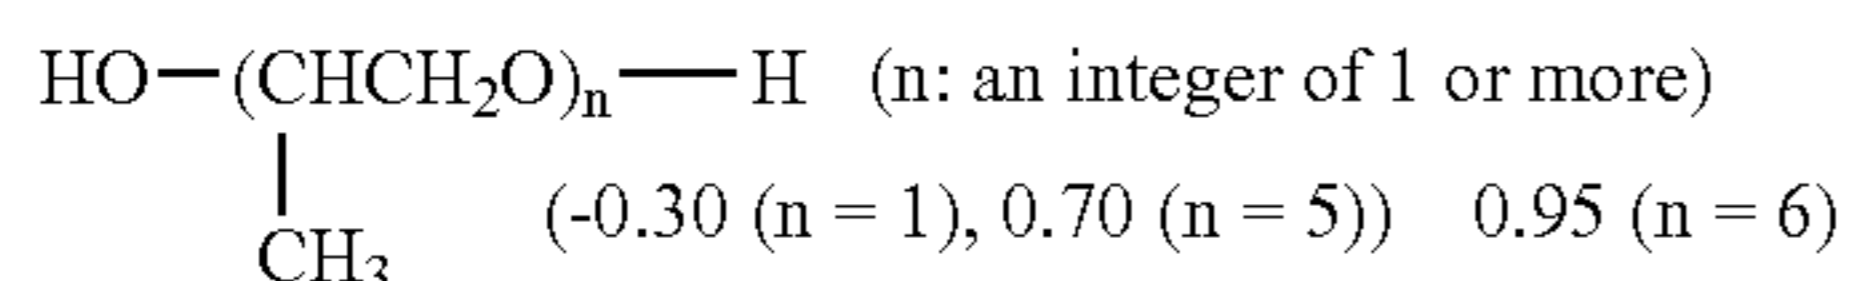 HO-(CHCH₂O)ₙ-H (n: an integer of 1 or more)
(-0.30 (n = 1), 0.70 (n = 5)) 0.95 (n = 6)
CH₃